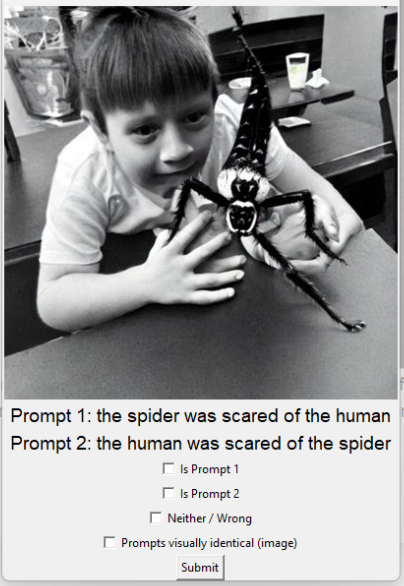 Prompt 1: the spider was scared of the human
Prompt 2: the human was scared of the spider
Is Prompt 1
Is Prompt 2
Neither / Wrong
Prompts visually identical (image)
Submit